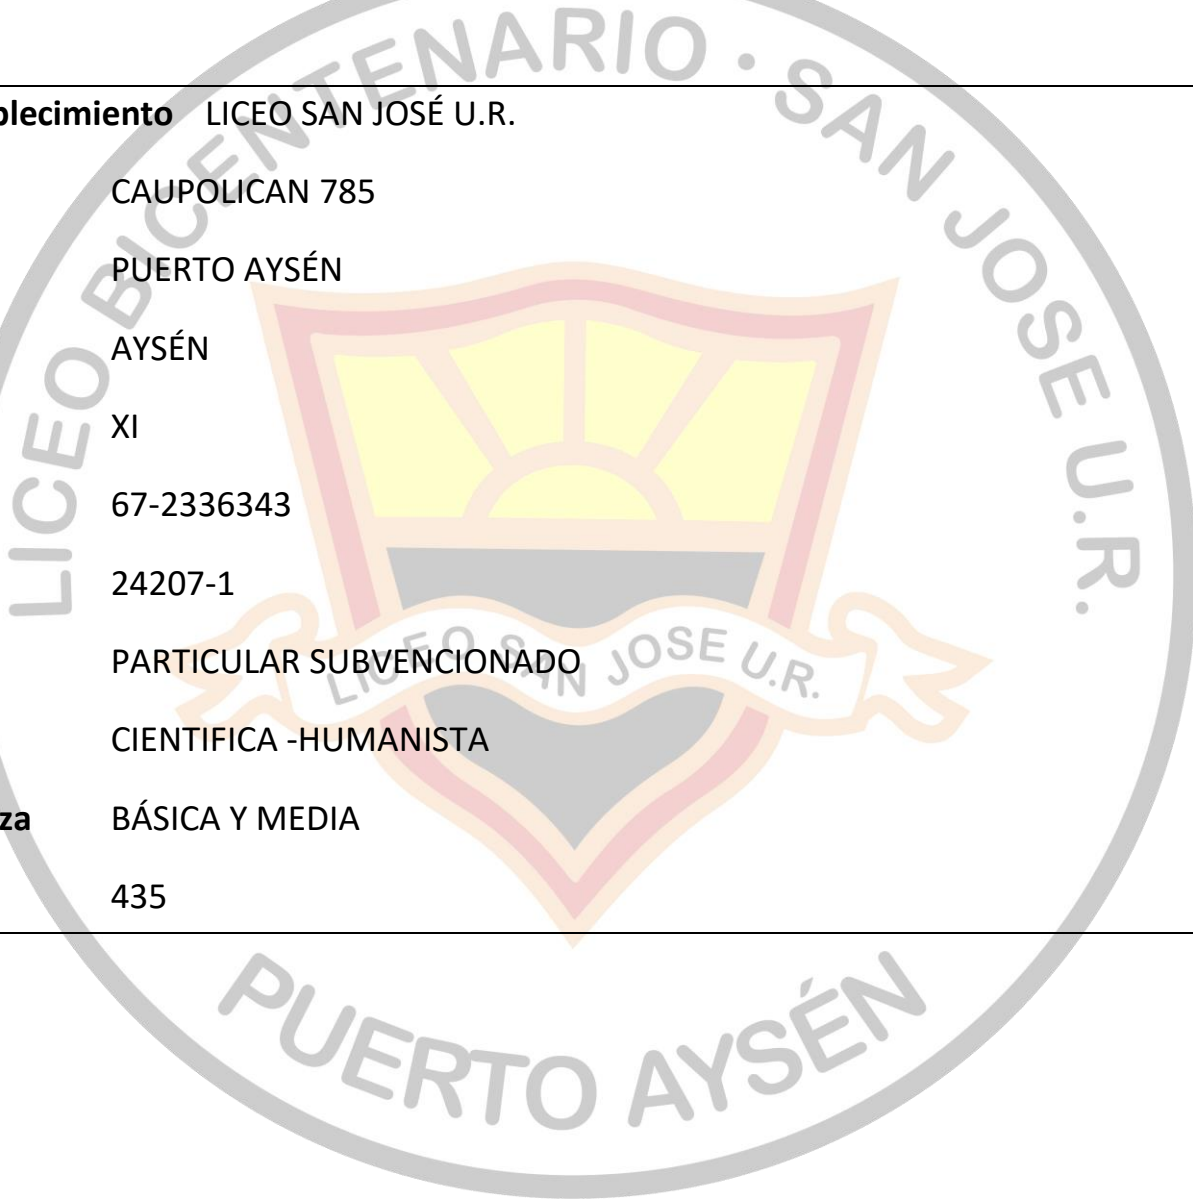 LICEO BICENTENARIO · SAN JOSE U.R.
blecimiento LICEO SAN JOSÉ U.R.
CAUPOLICAN 785
PUERTO AYSÉN
AYSÉN
XI
67-2336343
24207-1
PARTICULAR SUBVENCIONADO
LICEO SAN JOSE U.R.
CIENTIFICA -HUMANISTA
za BÁSICA Y MEDIA
435
PUERTO AYSÉN